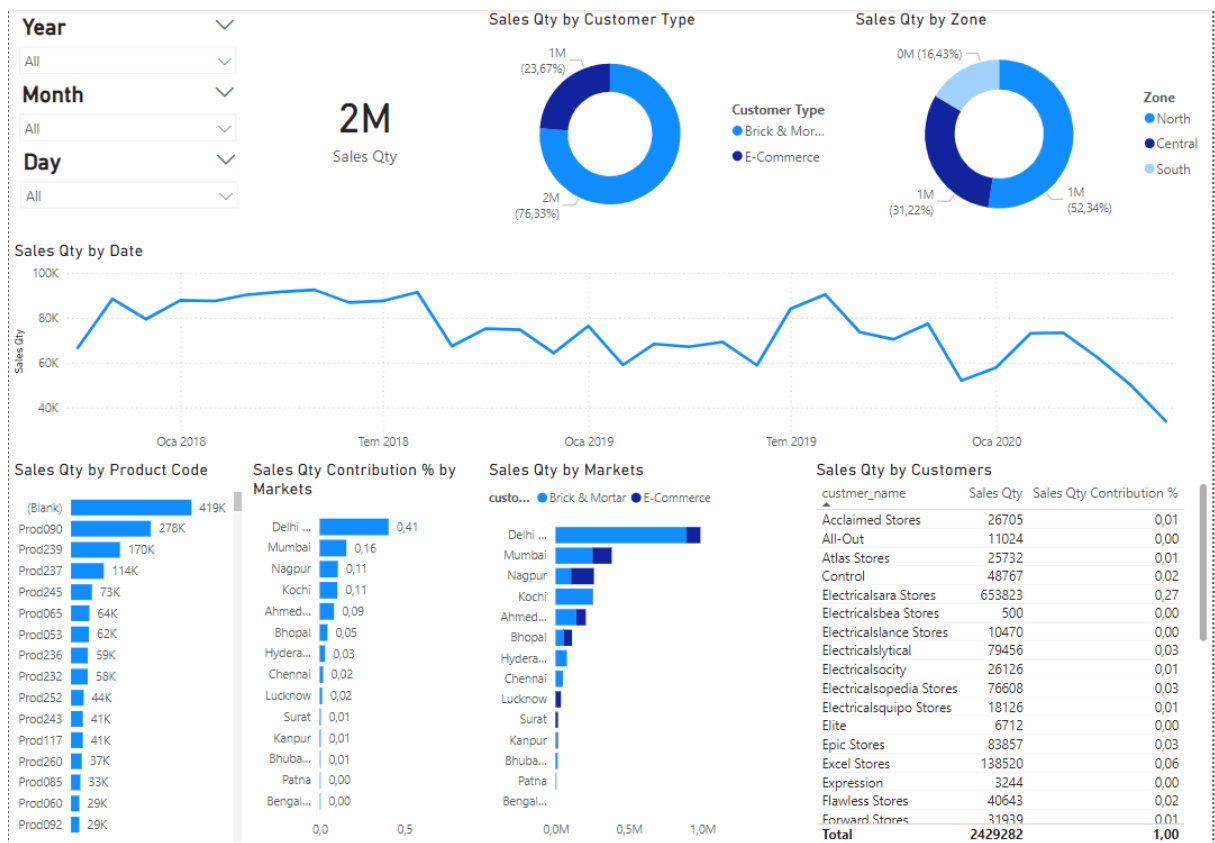 Year
All
Month
All
Day
All
2M
Sales Qty
Sales Qty by Customer Type
1M
(23,67%)
2M
(76,33%)
Customer Type
Brick & Mor...
E-Commerce
Sales Qty by Zone
0M (16,43%)
1M
(31,22%)
1M
(52,34%)
Zone
North
Central
South
Sales Qty by Date
Sales Qty
100K
80K
60K
40K
Oca 2018
Tem 2018
Oca 2019
Tem 2019
Oca 2020
Sales Qty by Product Code
(Blank) 419K
Prod090 278K
Prod239 170K
Prod237 114K
Prod245 73K
Prod065 64K
Prod053 62K
Prod236 59K
Prod232 58K
Prod252 44K
Prod243 41K
Prod117 41K
Prod260 37K
Prod085 33K
Prod060 29K
Prod092 29K
Sales Qty Contribution % by
Markets
Delhi ... 0,41
Mumbai 0,16
Nagpur 0,11
Kochi 0,11
Ahmed... 0,09
Bhopal 0,05
Hydera... 0,03
Chennai 0,02
Lucknow 0,02
Surat 0,01
Kanpur 0,01
Bhuba... 0,01
Patna 0,00
Bengal... 0,00
0,0 0,5
Sales Qty by Markets
custo... Brick & Mortar E-Commerce
Delhi ...
Mumbai
Nagpur
Kochi
Ahmed...
Bhopal
Hydera...
Chennai
Lucknow
Surat
Kanpur
Bhuba...
Patna
Bengal...
0,0M 0,5M 1,0M
Sales Qty by Customers
custmer_name Sales Qty Sales Qty Contribution %
Acclaimed Stores 26705 0,01
All-Out 11024 0,00
Atlas Stores 25732 0,01
Control 48767 0,02
Electricalsara Stores 653823 0,27
Electricalsbea Stores 500 0,00
Electricalslance Stores 10470 0,00
Electricalslytical 79456 0,03
Electricalsocity 26126 0,01
Electricalsopedia Stores 76608 0,03
Electricalsquipo Stores 18126 0,01
Elite 6712 0,00
Epic Stores 83857 0,03
Excel Stores 138520 0,06
Expression 3244 0,00
Flawless Stores 40643 0,02
Forward Stores 31939 0,01
Total 2429282 1,00